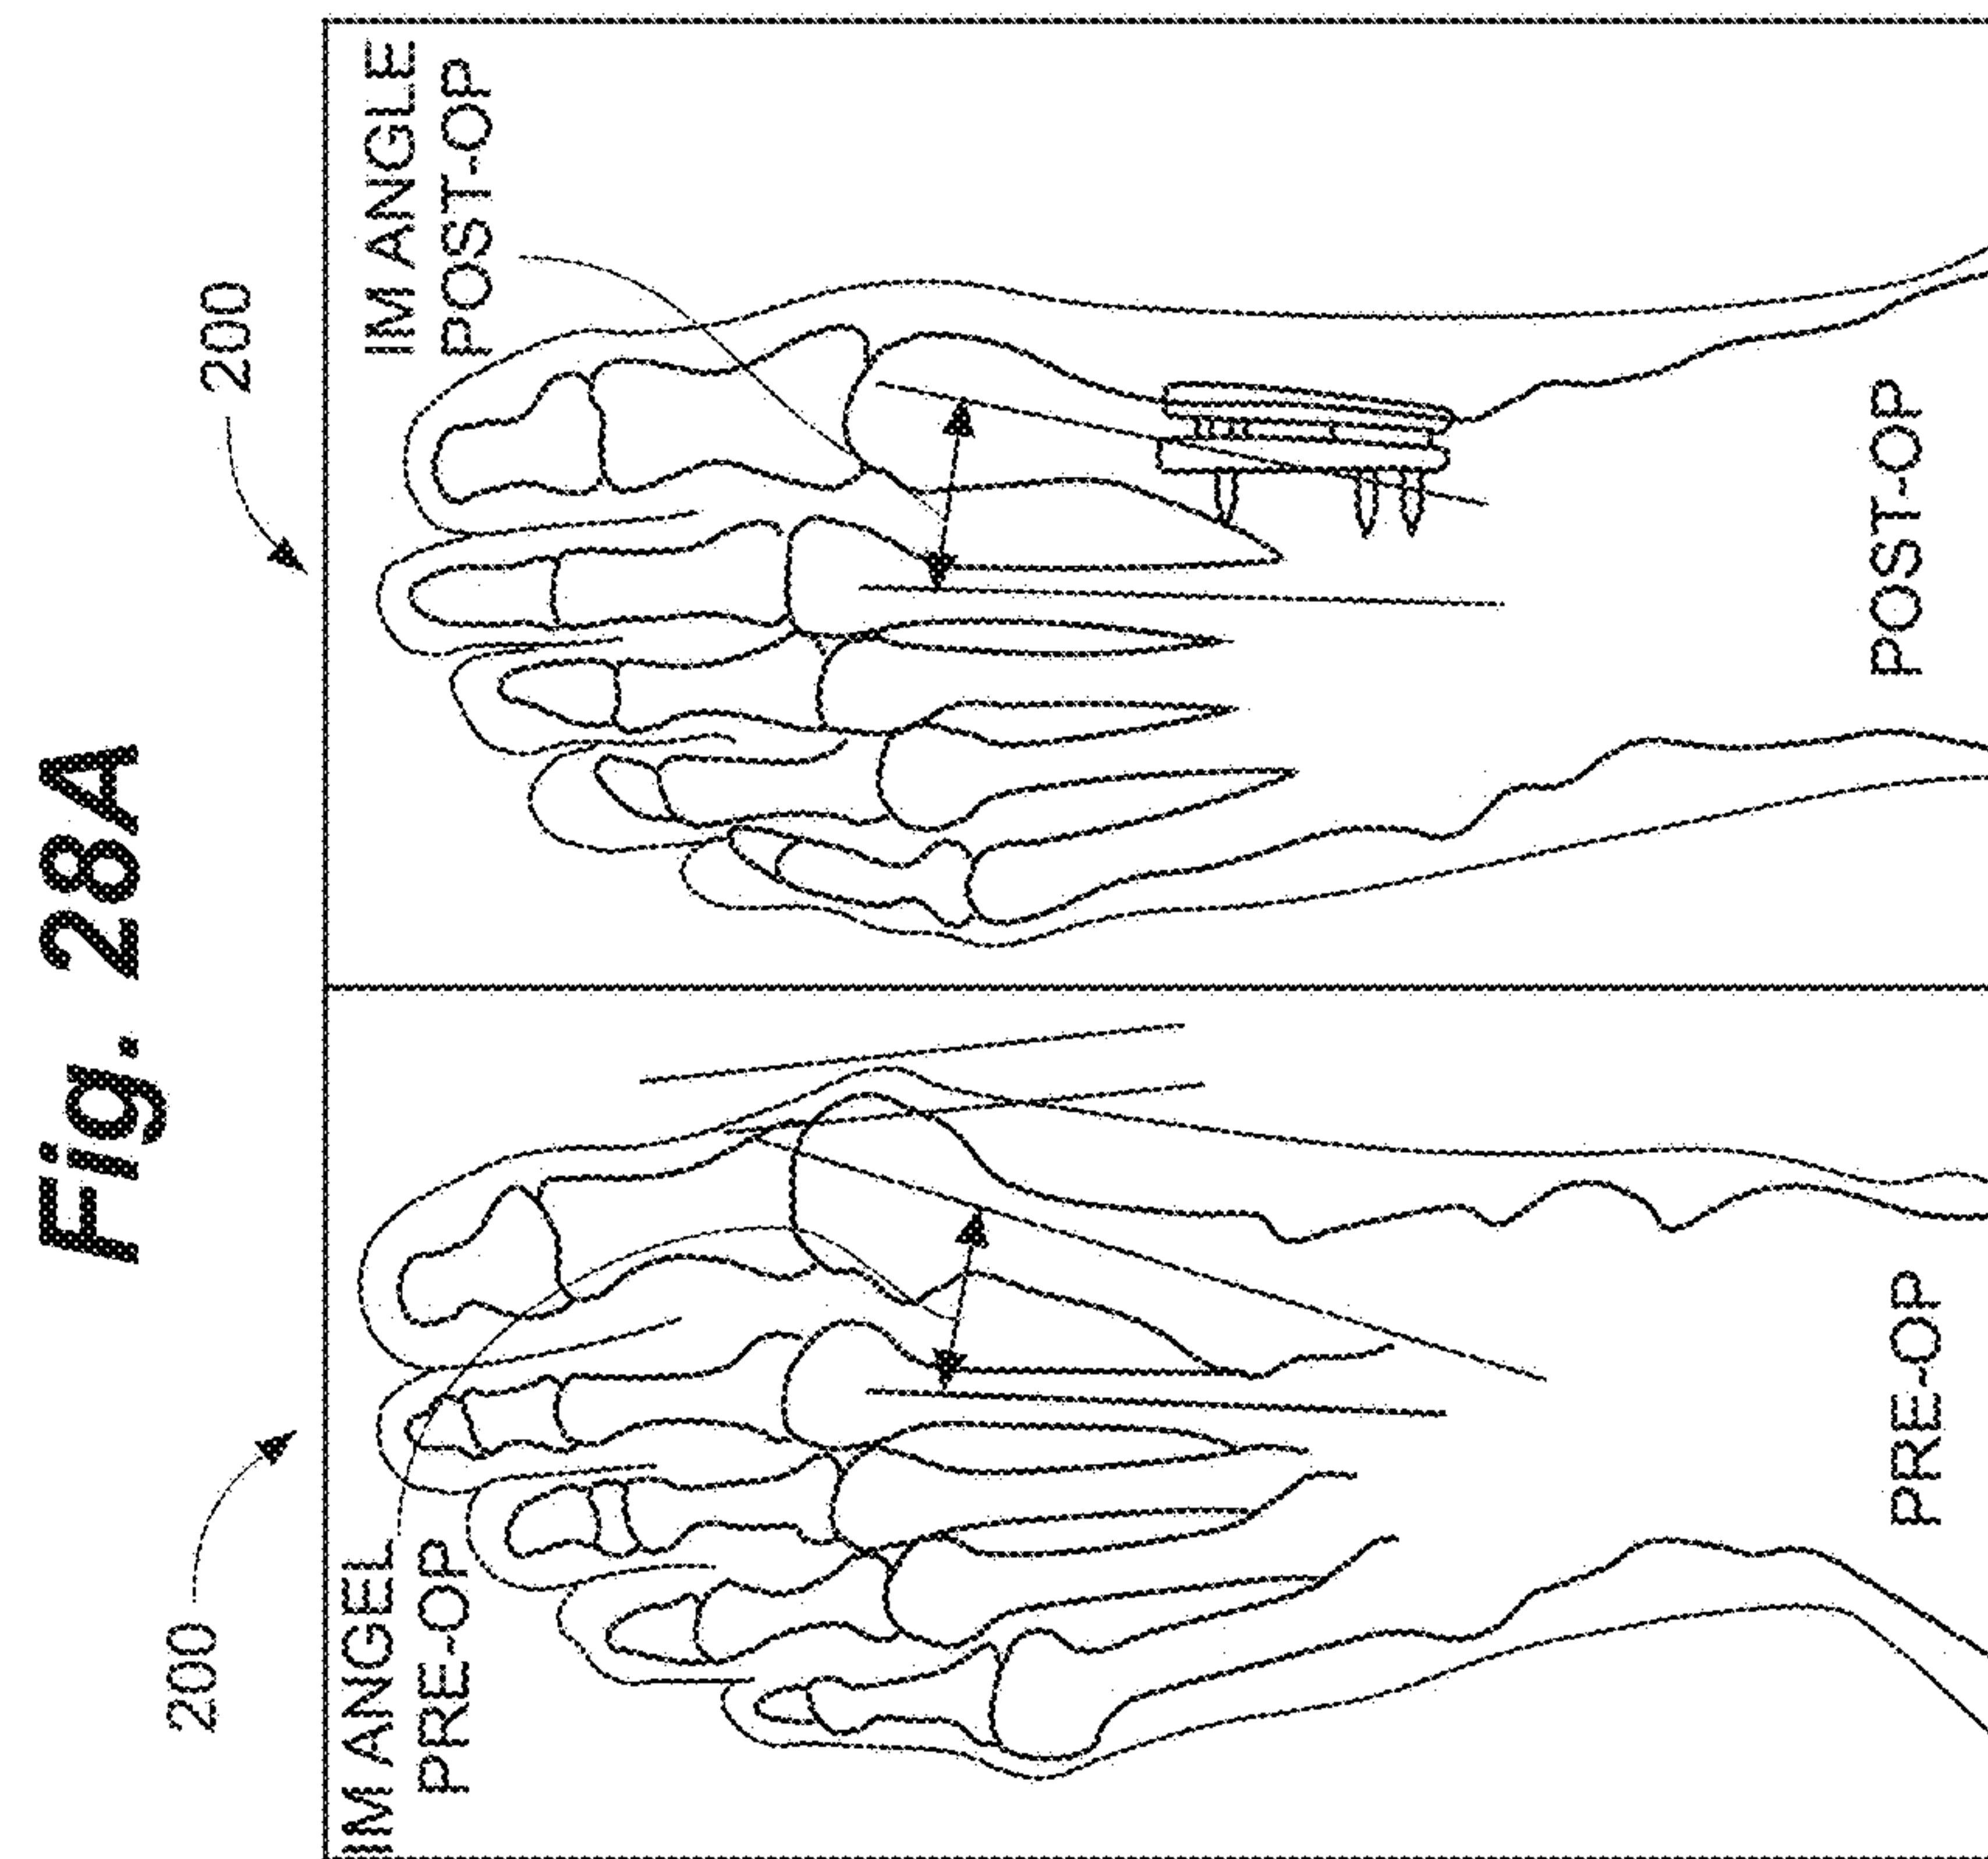 Fig. 28A
200
200
IM ANGEL
PRE-OP
IM ANGLE
POST-OP
PRE-OP
POST-OP